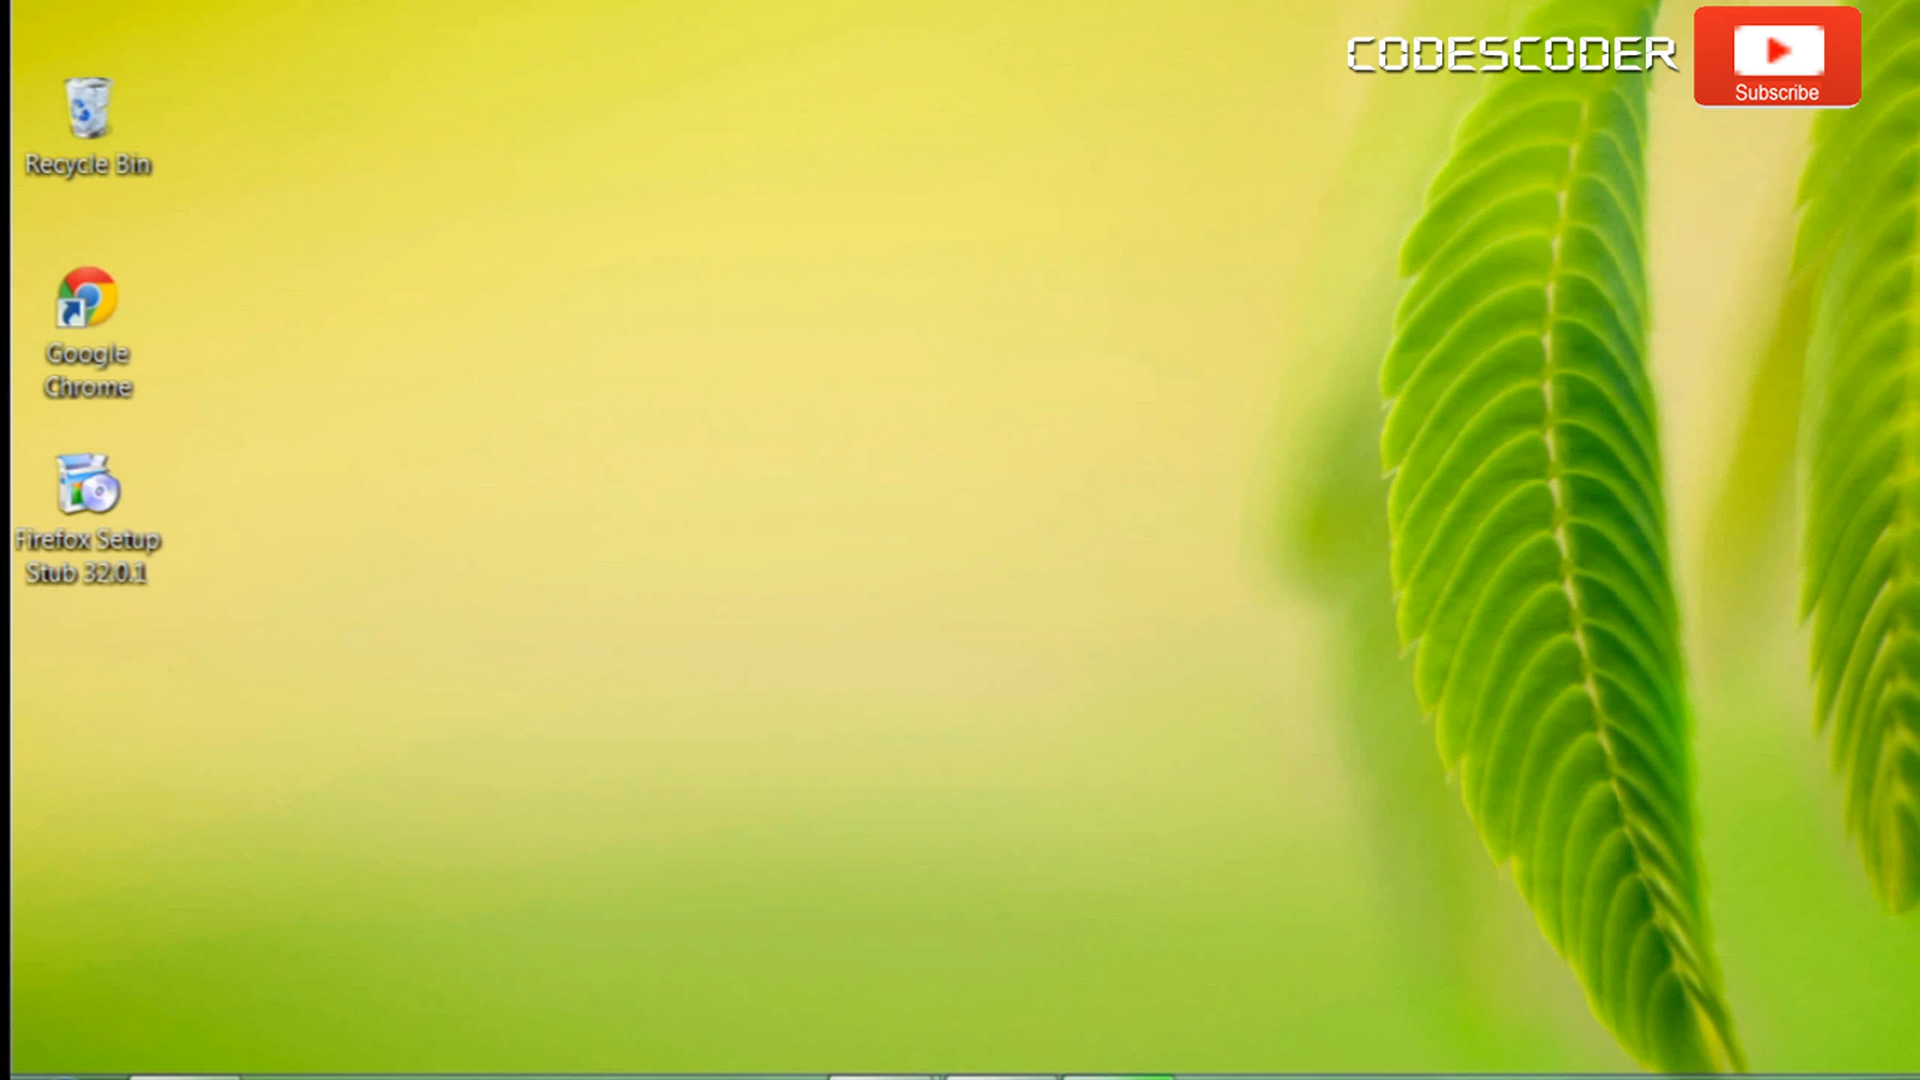 CODESCODER
Subscribe
Recycle Bin
Google
Chrome
Firefox Setup
Stub 32.0.1